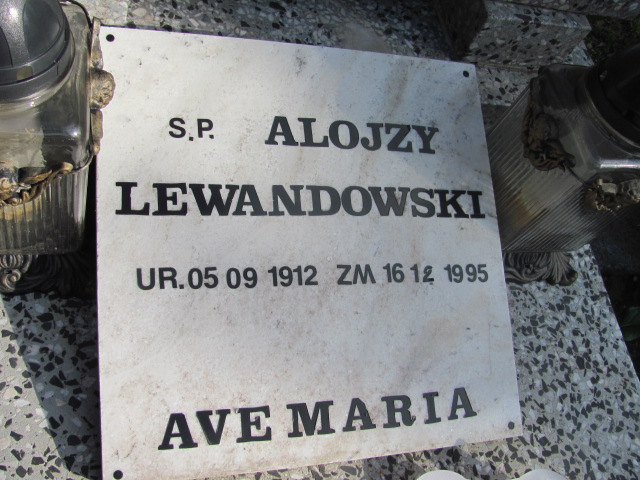 S.P. ALOJZY
LEWANDOWSKI
UR. 05 09 1912 ZM 16 12 1995
AVE MARIA